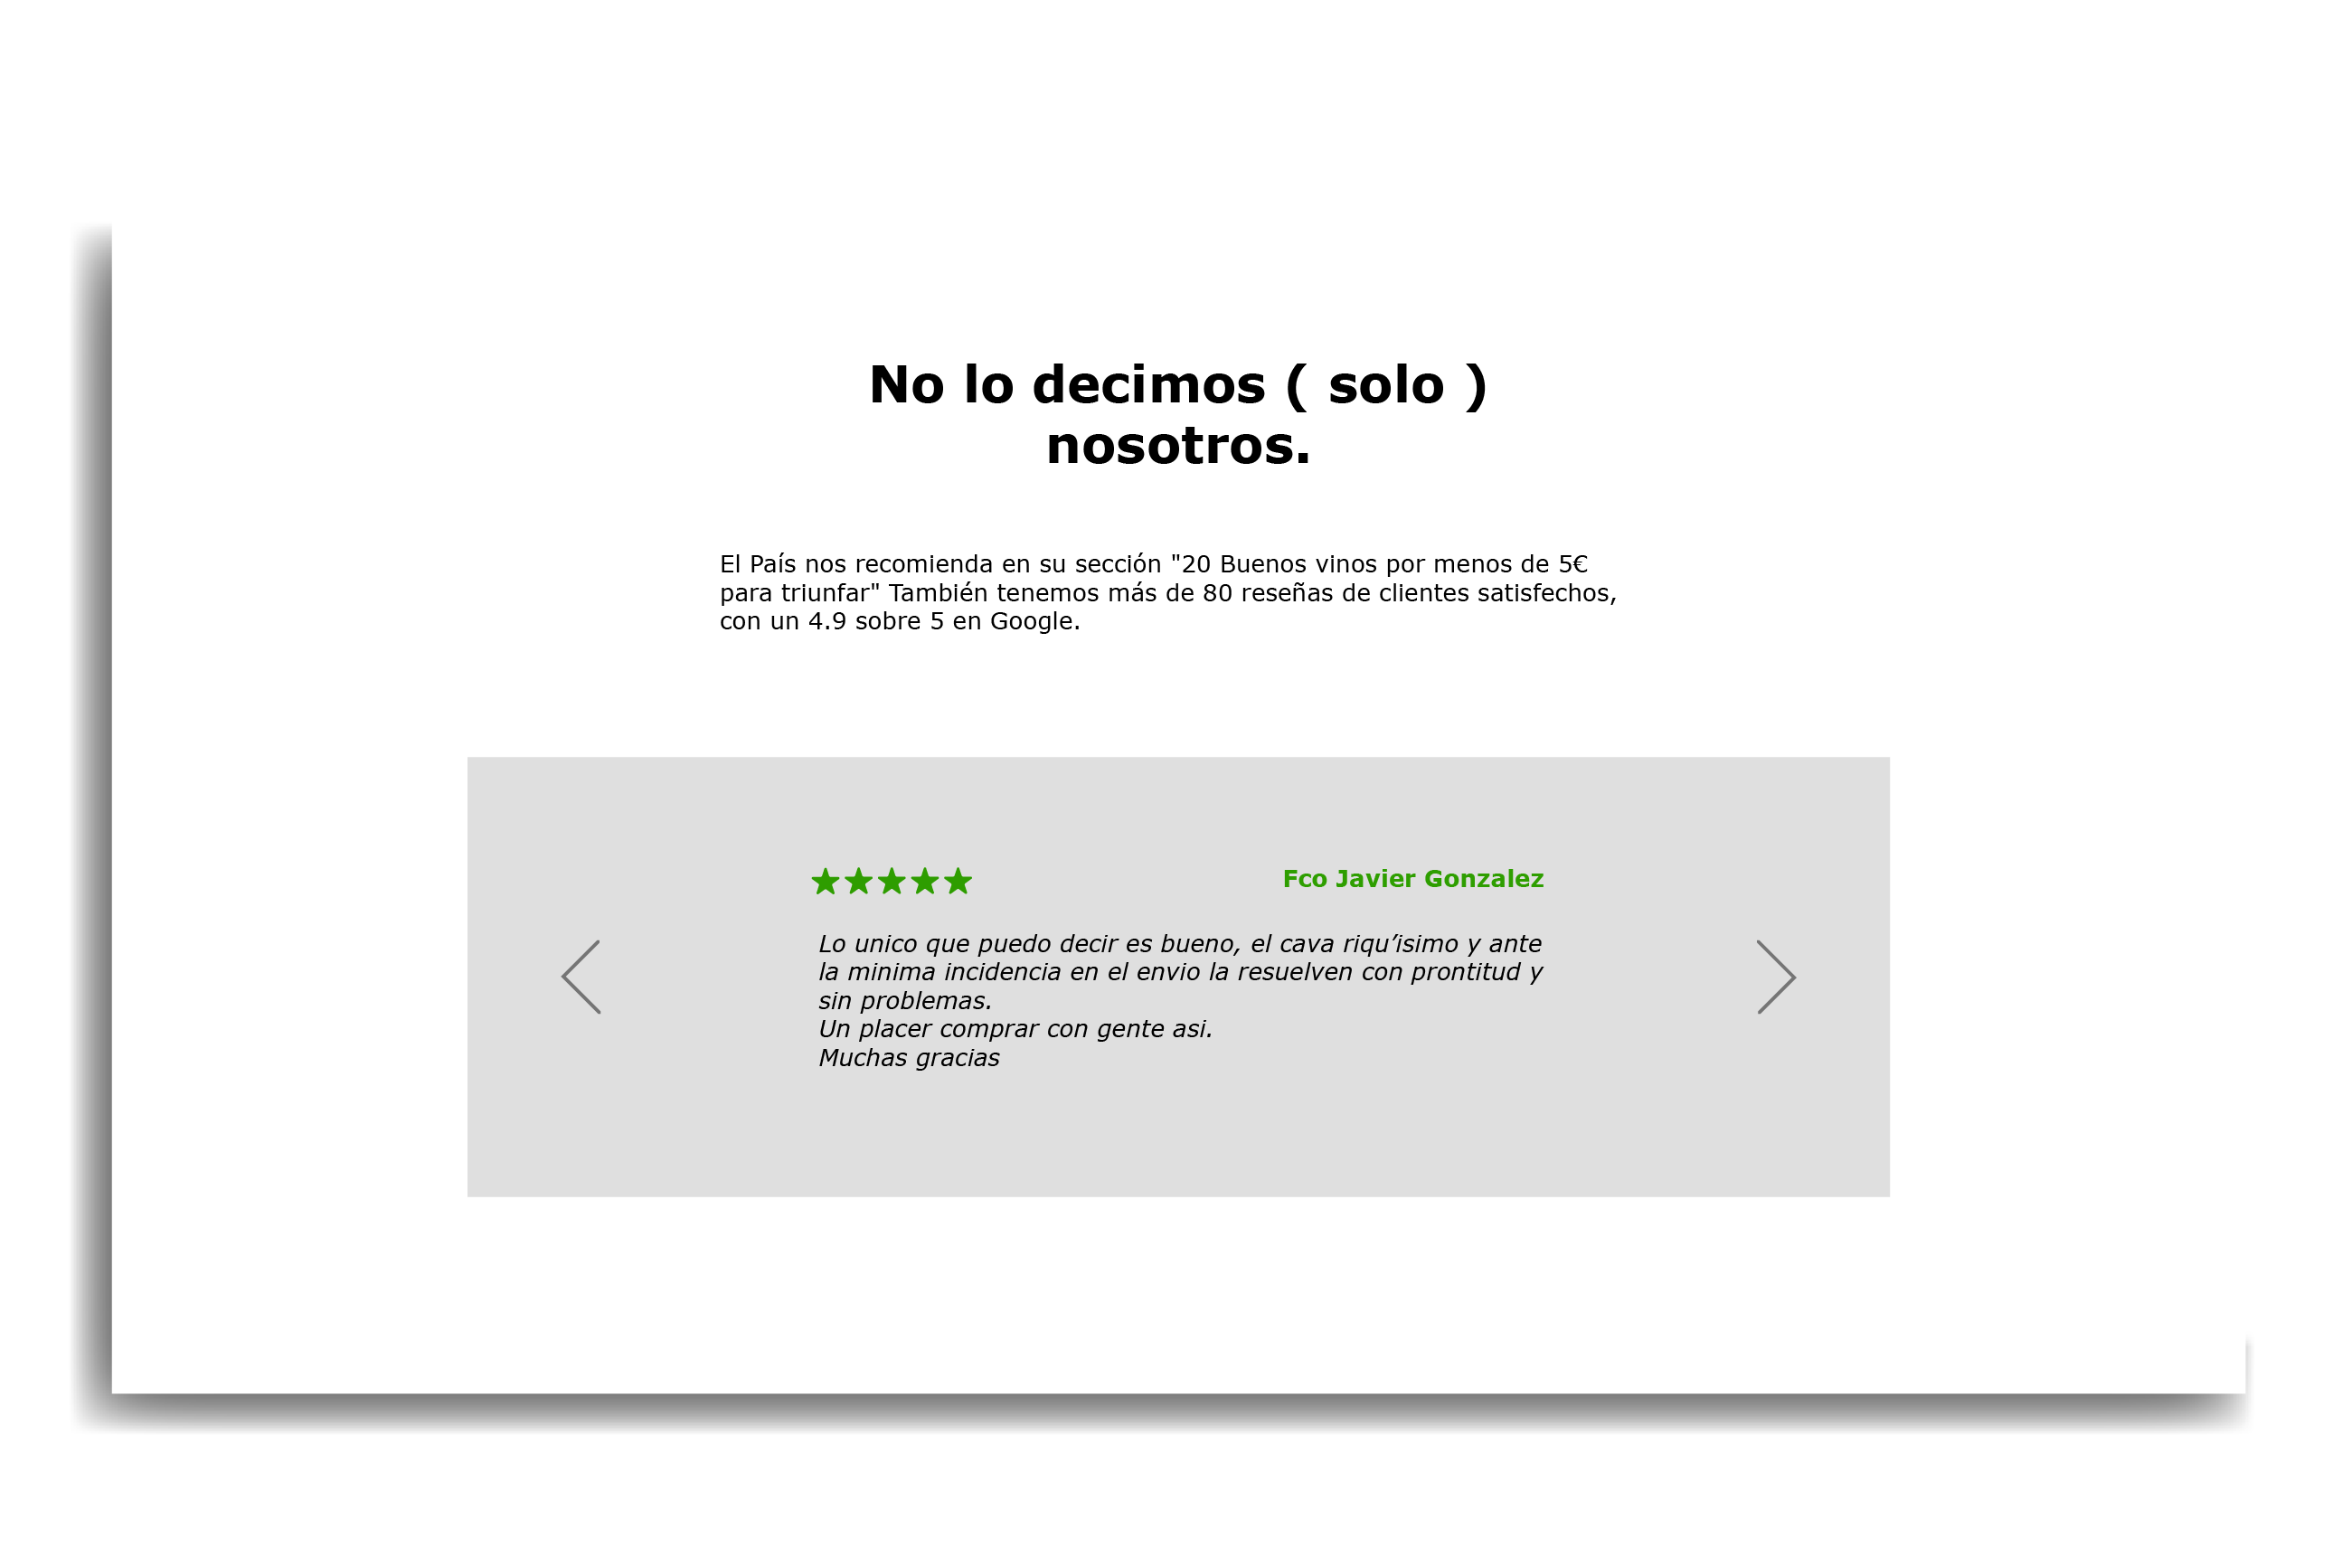 No lo decimos ( solo )
nosotros.
El País nos recomienda en su sección "20 Buenos vinos por menos de 5€
para triunfar" También tenemos más de 80 reseñas de clientes satisfechos,
con un 4.9 sobre 5 en Google.
Fco Javier Gonzalez
Lo unico que puedo decir es bueno, el cava riqu’isimo y ante
la minima incidencia en el envio la resuelven con prontitud y
sin problemas.
Un placer comprar con gente asi.
Muchas gracias